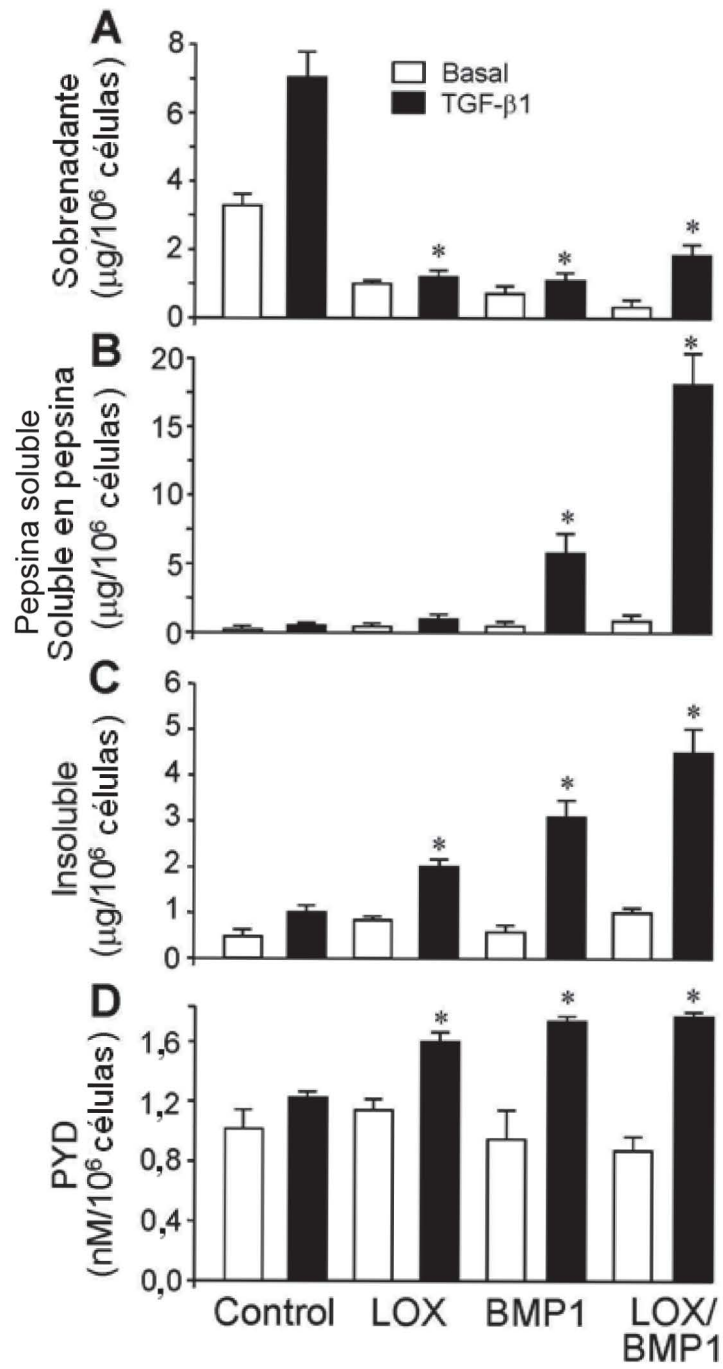 A
Sobrenadante
(μg/10⁶ células)
8
6
4
2
0
Basal
TGF-β1
*
*
*
B
Pepsina soluble
Soluble en pepsina
(μg/10⁶ células)
20
15
10
5
0
*
*
C
Insoluble
(μg/10⁶ células)
6
5
4
3
2
1
0
*
*
*
D
PYD
(nM/10⁶ células)
1,6
1,2
0,8
0,4
0,0
*
*
*
Control
LOX
BMP1
LOX/
BMP1